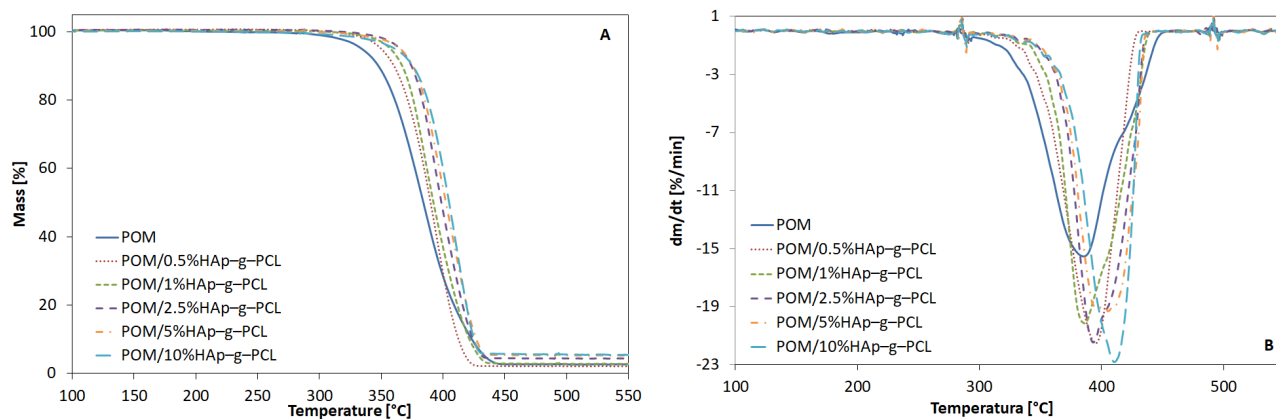 A
100
80
60
40
20
0
Mass [%]
POM
POM/0.5%HAp–g–PCL
POM/1%HAp–g–PCL
POM/2.5%HAp–g–PCL
POM/5%HAp–g–PCL
POM/10%HAp–g–PCL
100 150 200 250 300 350 400 450 500 550
Temperature [°C]
B
1
-3
-7
-11
-15
-19
-23
dm/dt [%/min]
POM
POM/0.5%HAp–g–PCL
POM/1%HAp–g–PCL
POM/2.5%HAp–g–PCL
POM/5%HAp–g–PCL
POM/10%HAp–g–PCL
100 200 300 400 500
Temperatura [°C]